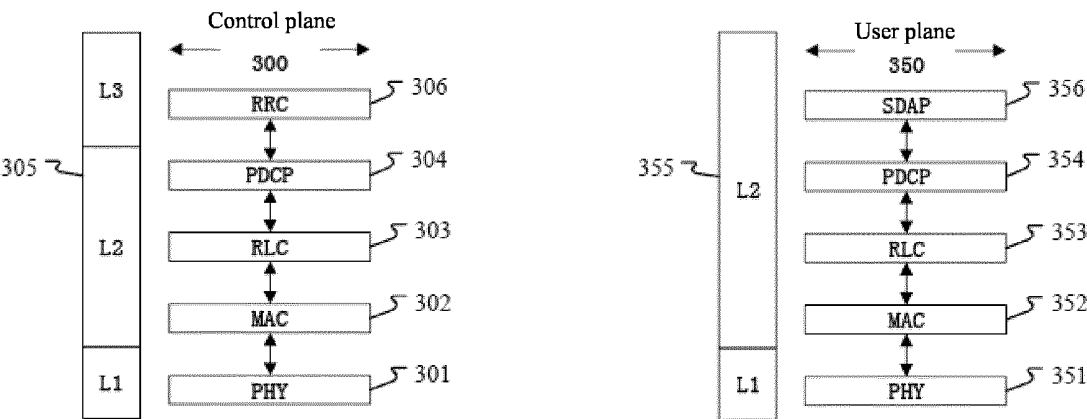 Control plane
300
L3
RRC
306
305
PDCP
304
L2
RLC
303
MAC
302
L1
PHY
301
User plane
350
SDAP
356
355
L2
PDCP
354
RLC
353
MAC
352
L1
PHY
351